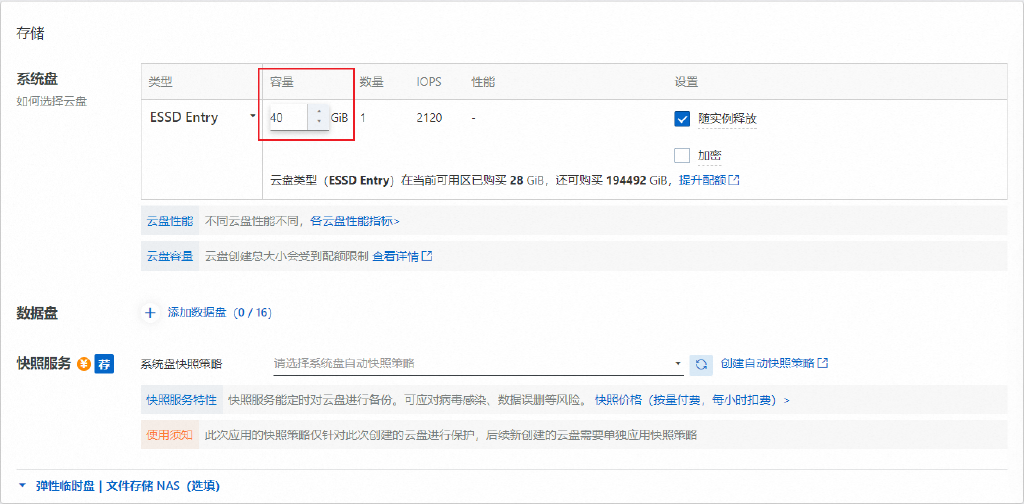 存储
系统盘
如何选择云盘
类型 容量 数量 IOPS 性能 设置
ESSD Entry 40 GiB 1 2120 - 随实例释放
加密
云盘类型（ESSD Entry）在当前可用区已购买 28 GiB，还可购买 194492 GiB，提升配额
云盘性能 不同云盘性能不同，各云盘性能指标>
云盘容量 云盘创建总大小会受到配额限制 查看详情
数据盘 + 添加数据盘（0 / 16）
快照服务 ¥ 荐 系统盘快照策略 请选择系统盘自动快照策略 创建自动快照策略
快照服务特性 快照服务能定时对云盘进行备份。可应对病毒感染、数据误删等风险。 快照价格（按量付费，每小时扣费）>
使用须知 此次应用的快照策略仅针对此次创建的云盘进行保护，后续新创建的云盘需要单独应用快照策略
弹性临时盘 | 文件存储 NAS（选填）